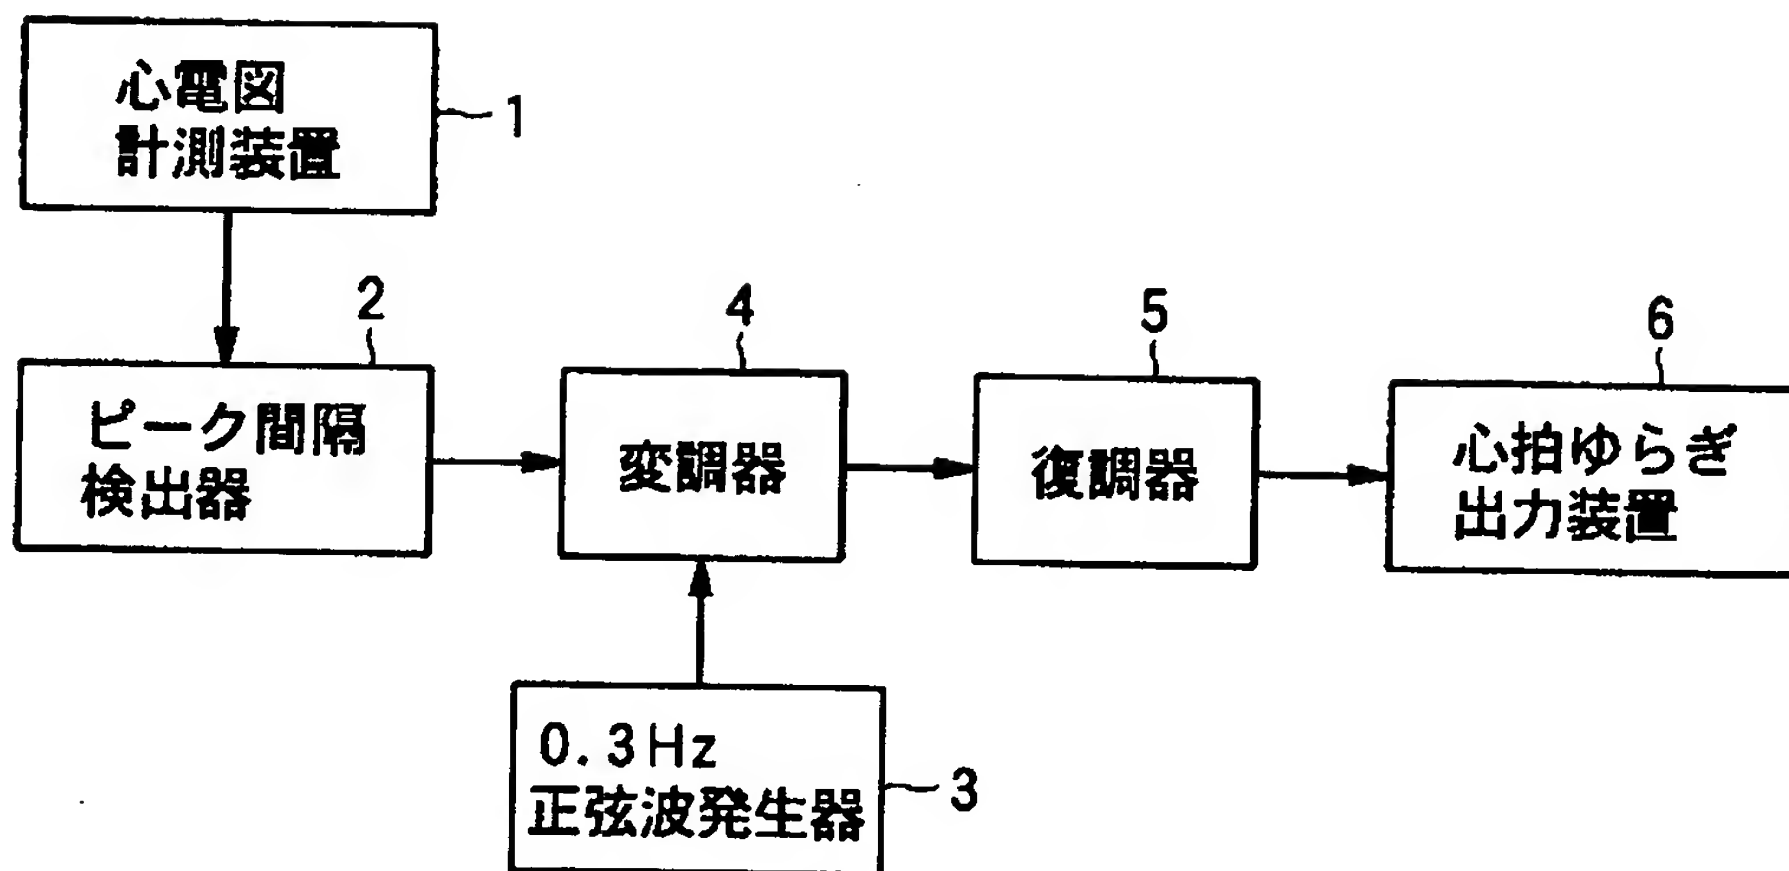 心電図
計測装置
1
2
ピーク間隔
検出器
4
変調器
5
復調器
6
心拍ゆらぎ
出力装置
0.3Hz
正弦波発生器
3